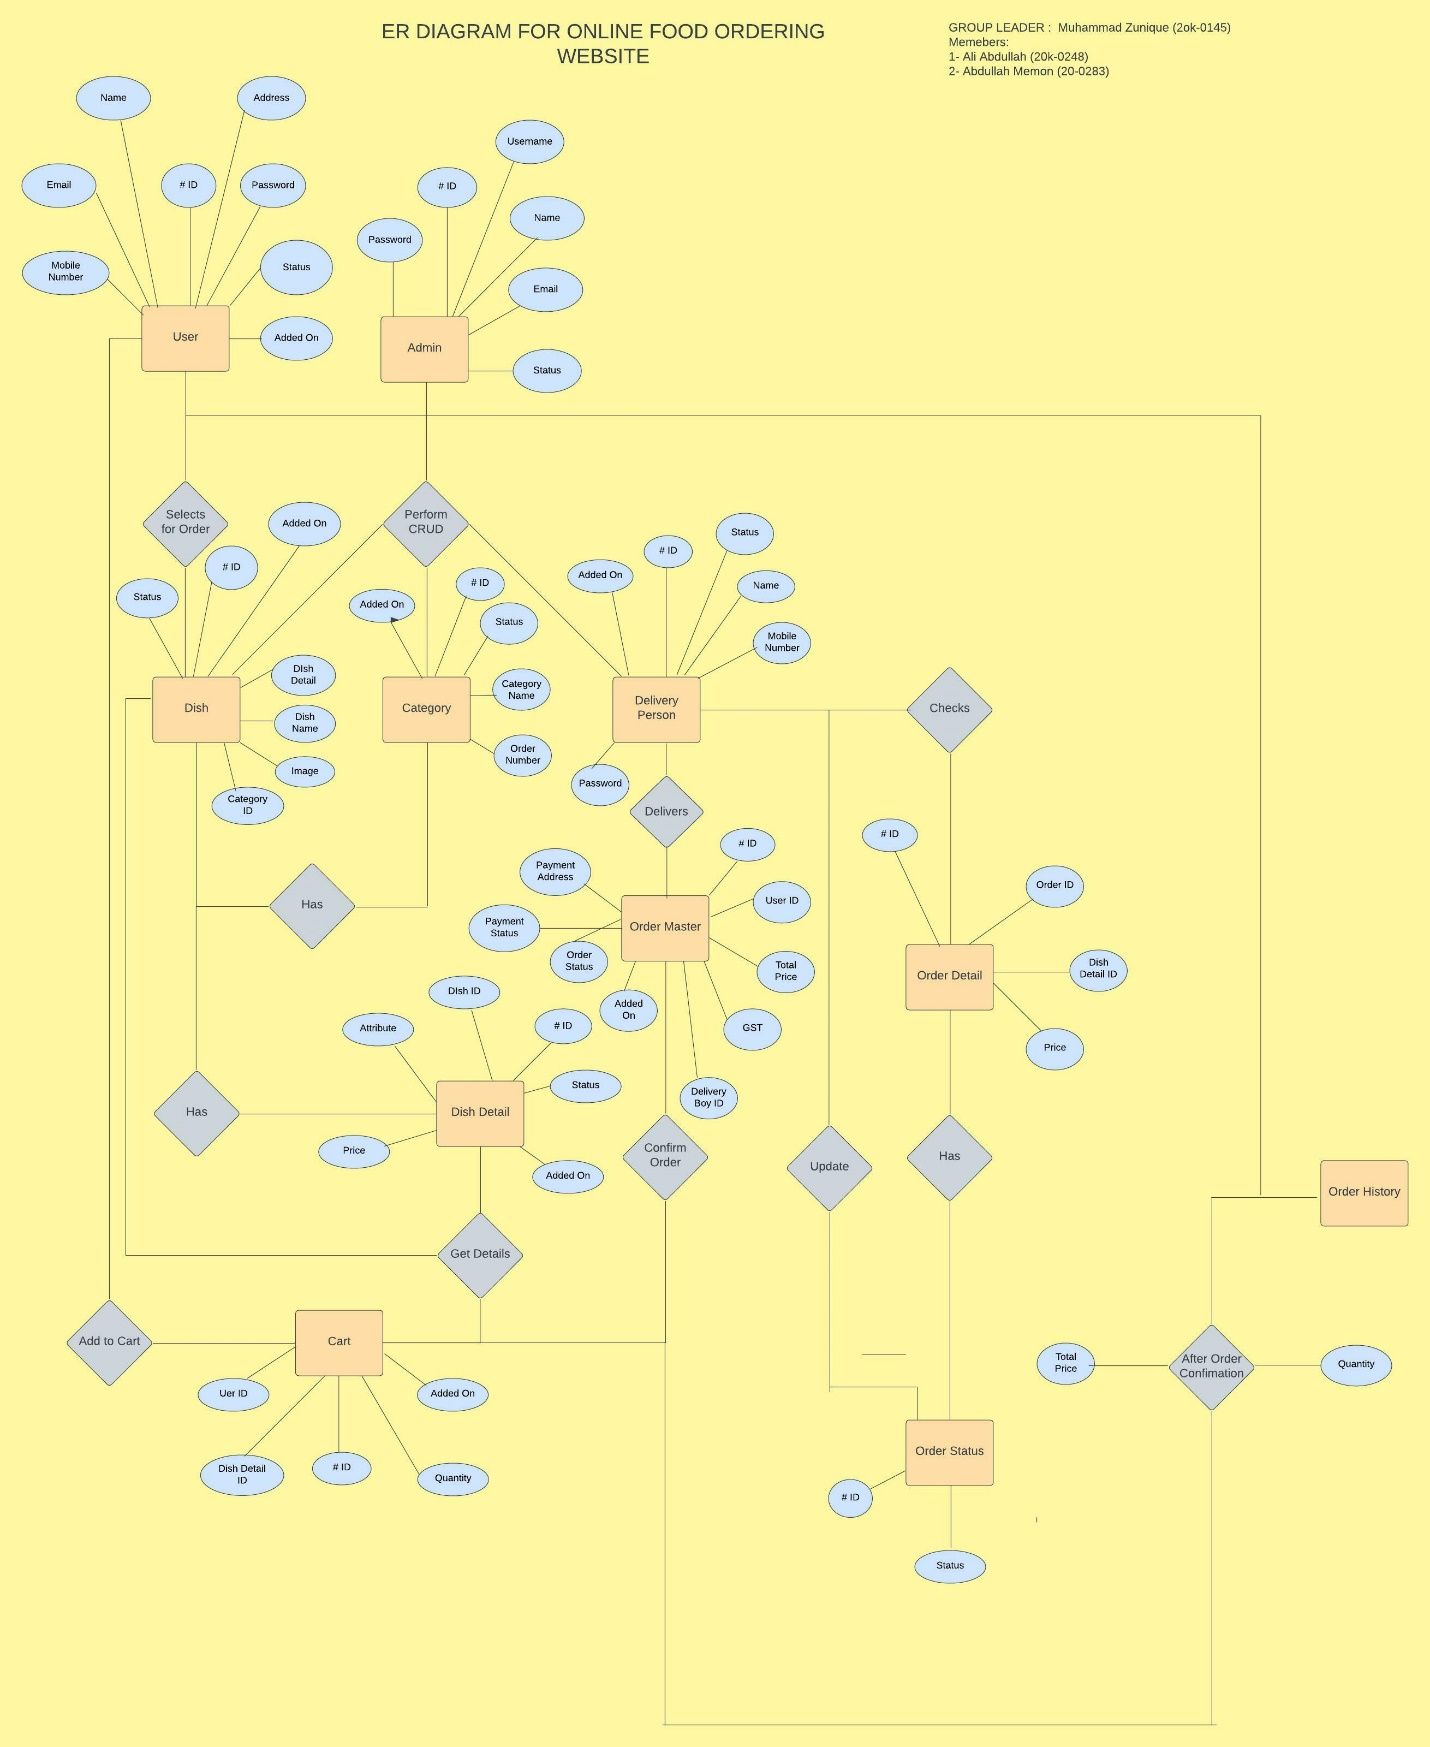 ER DIAGRAM FOR ONLINE FOOD ORDERING
WEBSITE
GROUP LEADER :  Muhammad Zunique (2ok-0145)
Memebers:
1- Ali Abdullah (20k-0248)
2- Abdullah Memon (20-0283)
Name
Address
Email
# ID
Password
Mobile
Number
Status
User
Added On
Username
# ID
Name
Password
Email
Admin
Status
Selects
for Order
Added On
# ID
Status
DIsh
Detail
Dish
Dish
Name
Image
Category
ID
Perform
CRUD
# ID
Added On
Status
Category
Name
Category
Order
Number
Status
# ID
Added On
Name
Mobile
Number
Delivery
Person
Password
Checks
Delivers
Has
# ID
Payment
Address
User ID
Payment
Status
Order Master
Order
Status
Total
Price
Added
On
GST
Delivery
Boy ID
# ID
Order ID
Order Detail
Dish
Detail ID
Price
DIsh ID
Attribute
# ID
Status
Has
Dish Detail
Price
Added On
Confirm
Order
Update
Has
Order History
Get Details
Add to Cart
Cart
Uer ID
Added On
Dish Detail
ID
# ID
Quantity
Total
Price
After Order
Confimation
Quantity
Order Status
# ID
Status